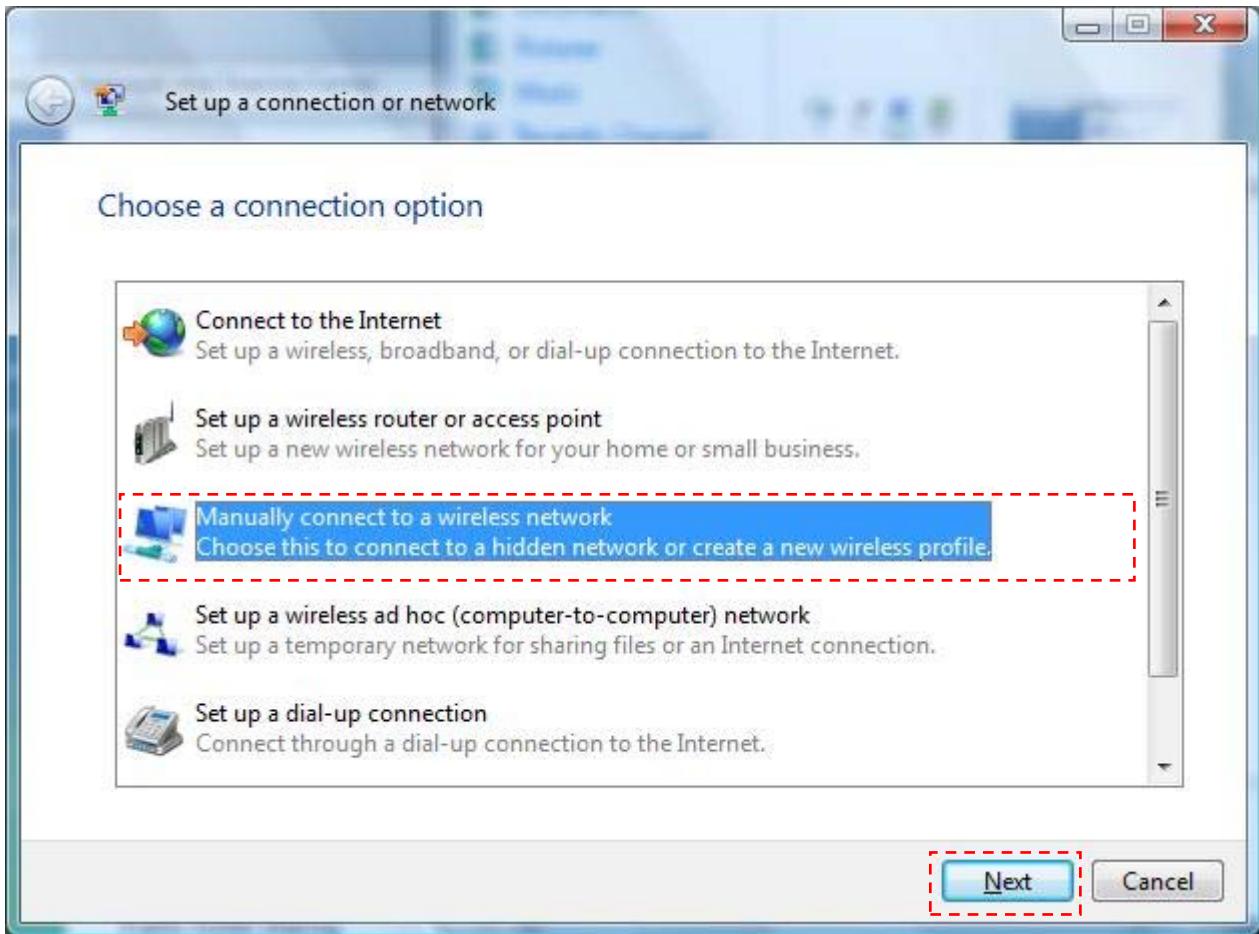 Set up a connection or network
Choose a connection option
Connect to the Internet
Set up a wireless, broadband, or dial-up connection to the Internet.
Set up a wireless router or access point
Set up a new wireless network for your home or small business.
Manually connect to a wireless network
Choose this to connect to a hidden network or create a new wireless profile.
Set up a wireless ad hoc (computer-to-computer) network
Set up a temporary network for sharing files or an Internet connection.
Set up a dial-up connection
Connect through a dial-up connection to the Internet.
Next
Cancel